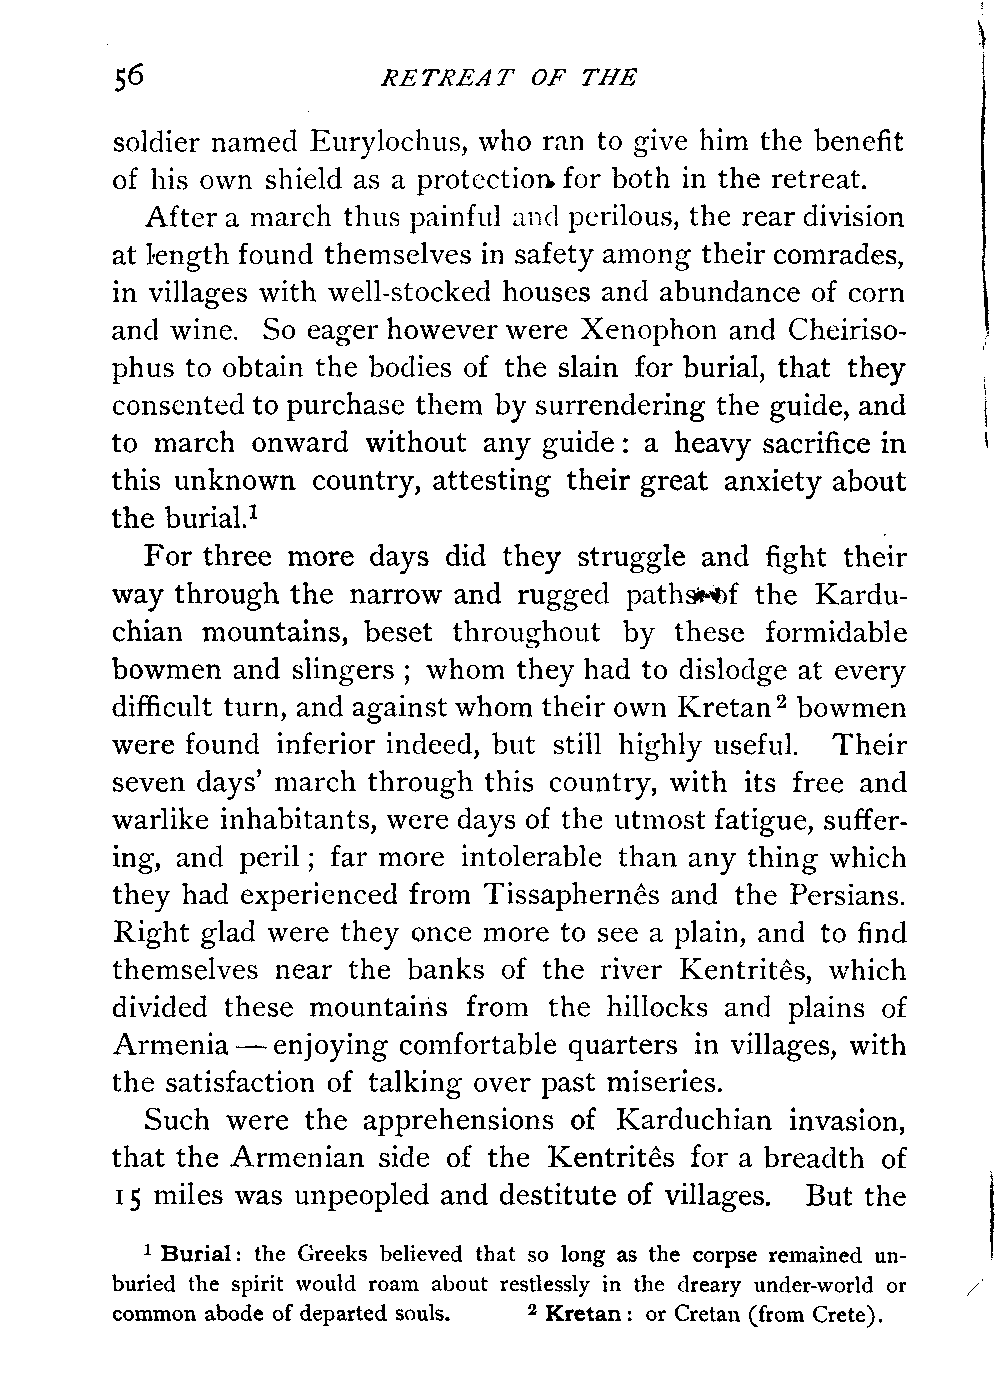 56 RETREAT OF THE
soldier named Eurylochus, who ran to give him the benefit
of his own shield as a protection for both in the retreat.
After a march thus painful and perilous, the rear division
at length found themselves in safety among their comrades,
in villages with well-stocked houses and abundance of corn
and wine. So eager however were Xenophon and Cheiriso-
phus to obtain the bodies of the slain for burial, that they
consented to purchase them by surrendering the guide, and
to march onward without any guide: a heavy sacrifice in
this unknown country, attesting their great anxiety about
the burial.¹
For three more days did they struggle and fight their
way through the narrow and rugged paths of the Kardu-
chian mountains, beset throughout by these formidable
bowmen and slingers; whom they had to dislodge at every
difficult turn, and against whom their own Kretan² bowmen
were found inferior indeed, but still highly useful. Their
seven days' march through this country, with its free and
warlike inhabitants, were days of the utmost fatigue, suffer-
ing, and peril; far more intolerable than any thing which
they had experienced from Tissaphernês and the Persians.
Right glad were they once more to see a plain, and to find
themselves near the banks of the river Kentritês, which
divided these mountains from the hillocks and plains of
Armenia — enjoying comfortable quarters in villages, with
the satisfaction of talking over past miseries.
Such were the apprehensions of Karduchian invasion,
that the Armenian side of the Kentritês for a breadth of
15 miles was unpeopled and destitute of villages. But the
¹ Burial: the Greeks believed that so long as the corpse remained un-
buried the spirit would roam about restlessly in the dreary under-world or
common abode of departed souls. ² Kretan: or Cretan (from Crete).